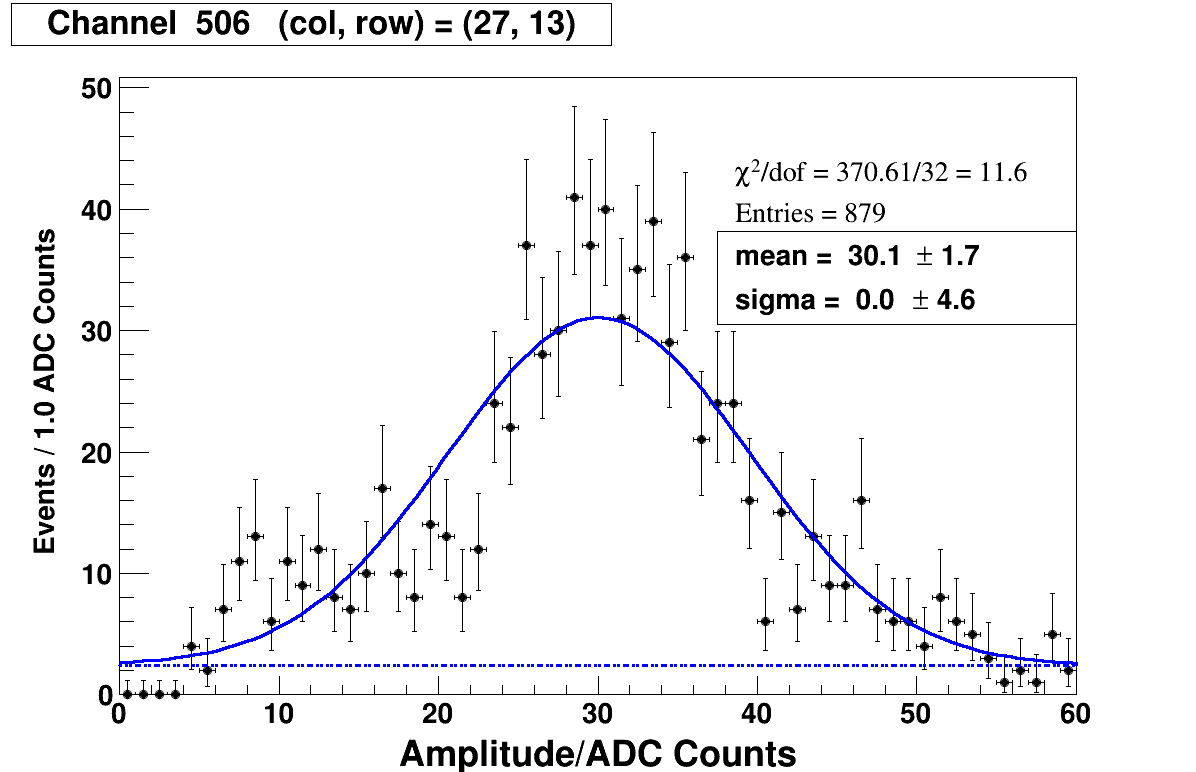 Channel 506 (col, row) = (27, 13)
χ²/dof = 370.61/32 = 11.6
Entries = 879
mean = 30.1 ± 1.7
sigma = 0.0 ± 4.6
Events / 1.0 ADC Counts
50
40
30
20
10
0
0 10 20 30 40 50 60
Amplitude/ADC Counts